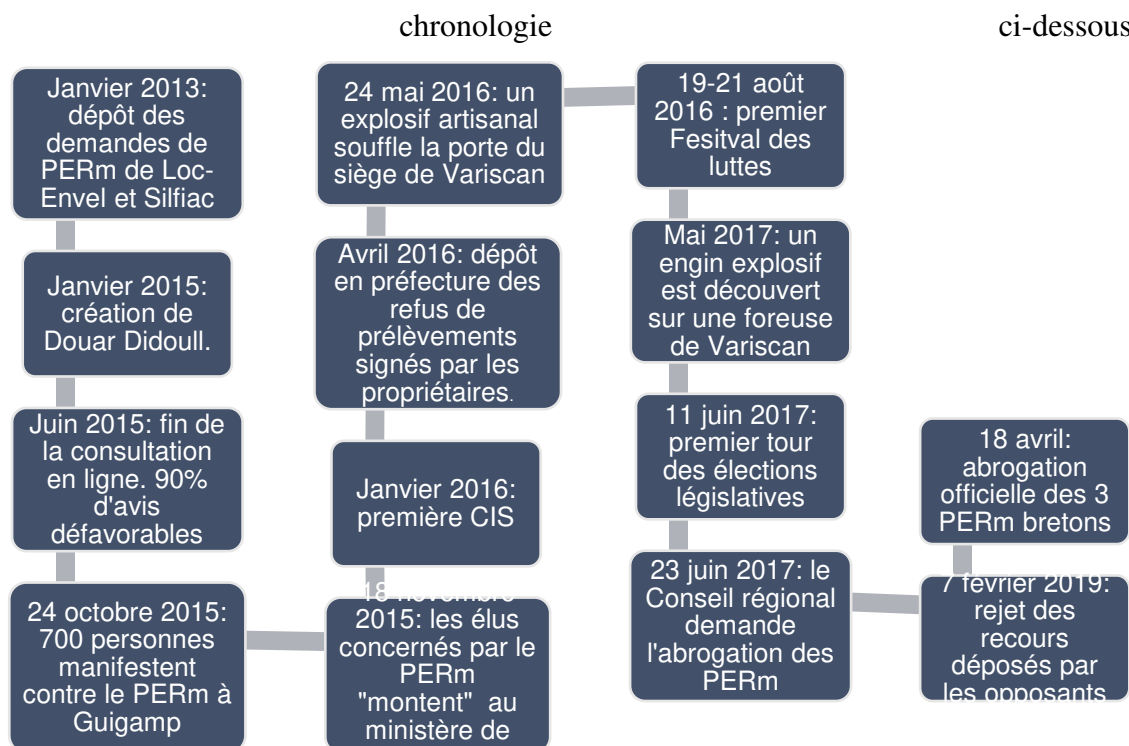 chronologie ci-dessous
Janvier 2013:
dépôt des
demandes de
PERm de Loc-
Envel et Silfiac
Janvier 2015:
création de
Douar Didoull.
Juin 2015: fin de
la consultation
en ligne. 90%
d'avis
défavorables
24 octobre 2015:
700 personnes
manifestent
contre le PERm à
Guigamp
18 novembre
2015: les élus
concernés par le
PERm
"montent" au
ministère de
Janvier 2016:
première CIS
Avril 2016: dépôt
en préfecture des
refus de
prélèvements
signés par les
propriétaires.
24 mai 2016: un
explosif artisanal
souffle la porte du
siège de Variscan
19-21 août
2016 : premier
Fesitval des
luttes
Mai 2017: un
engin explosif
est découvert
sur une foreuse
de Variscan
11 juin 2017:
premier tour
des élections
législatives
23 juin 2017: le
Conseil régional
demande
l'abrogation des
PERm
7 février 2019:
rejet des
recours
déposés par
les opposants
18 avril:
abrogation
officielle des 3
PERm bretons